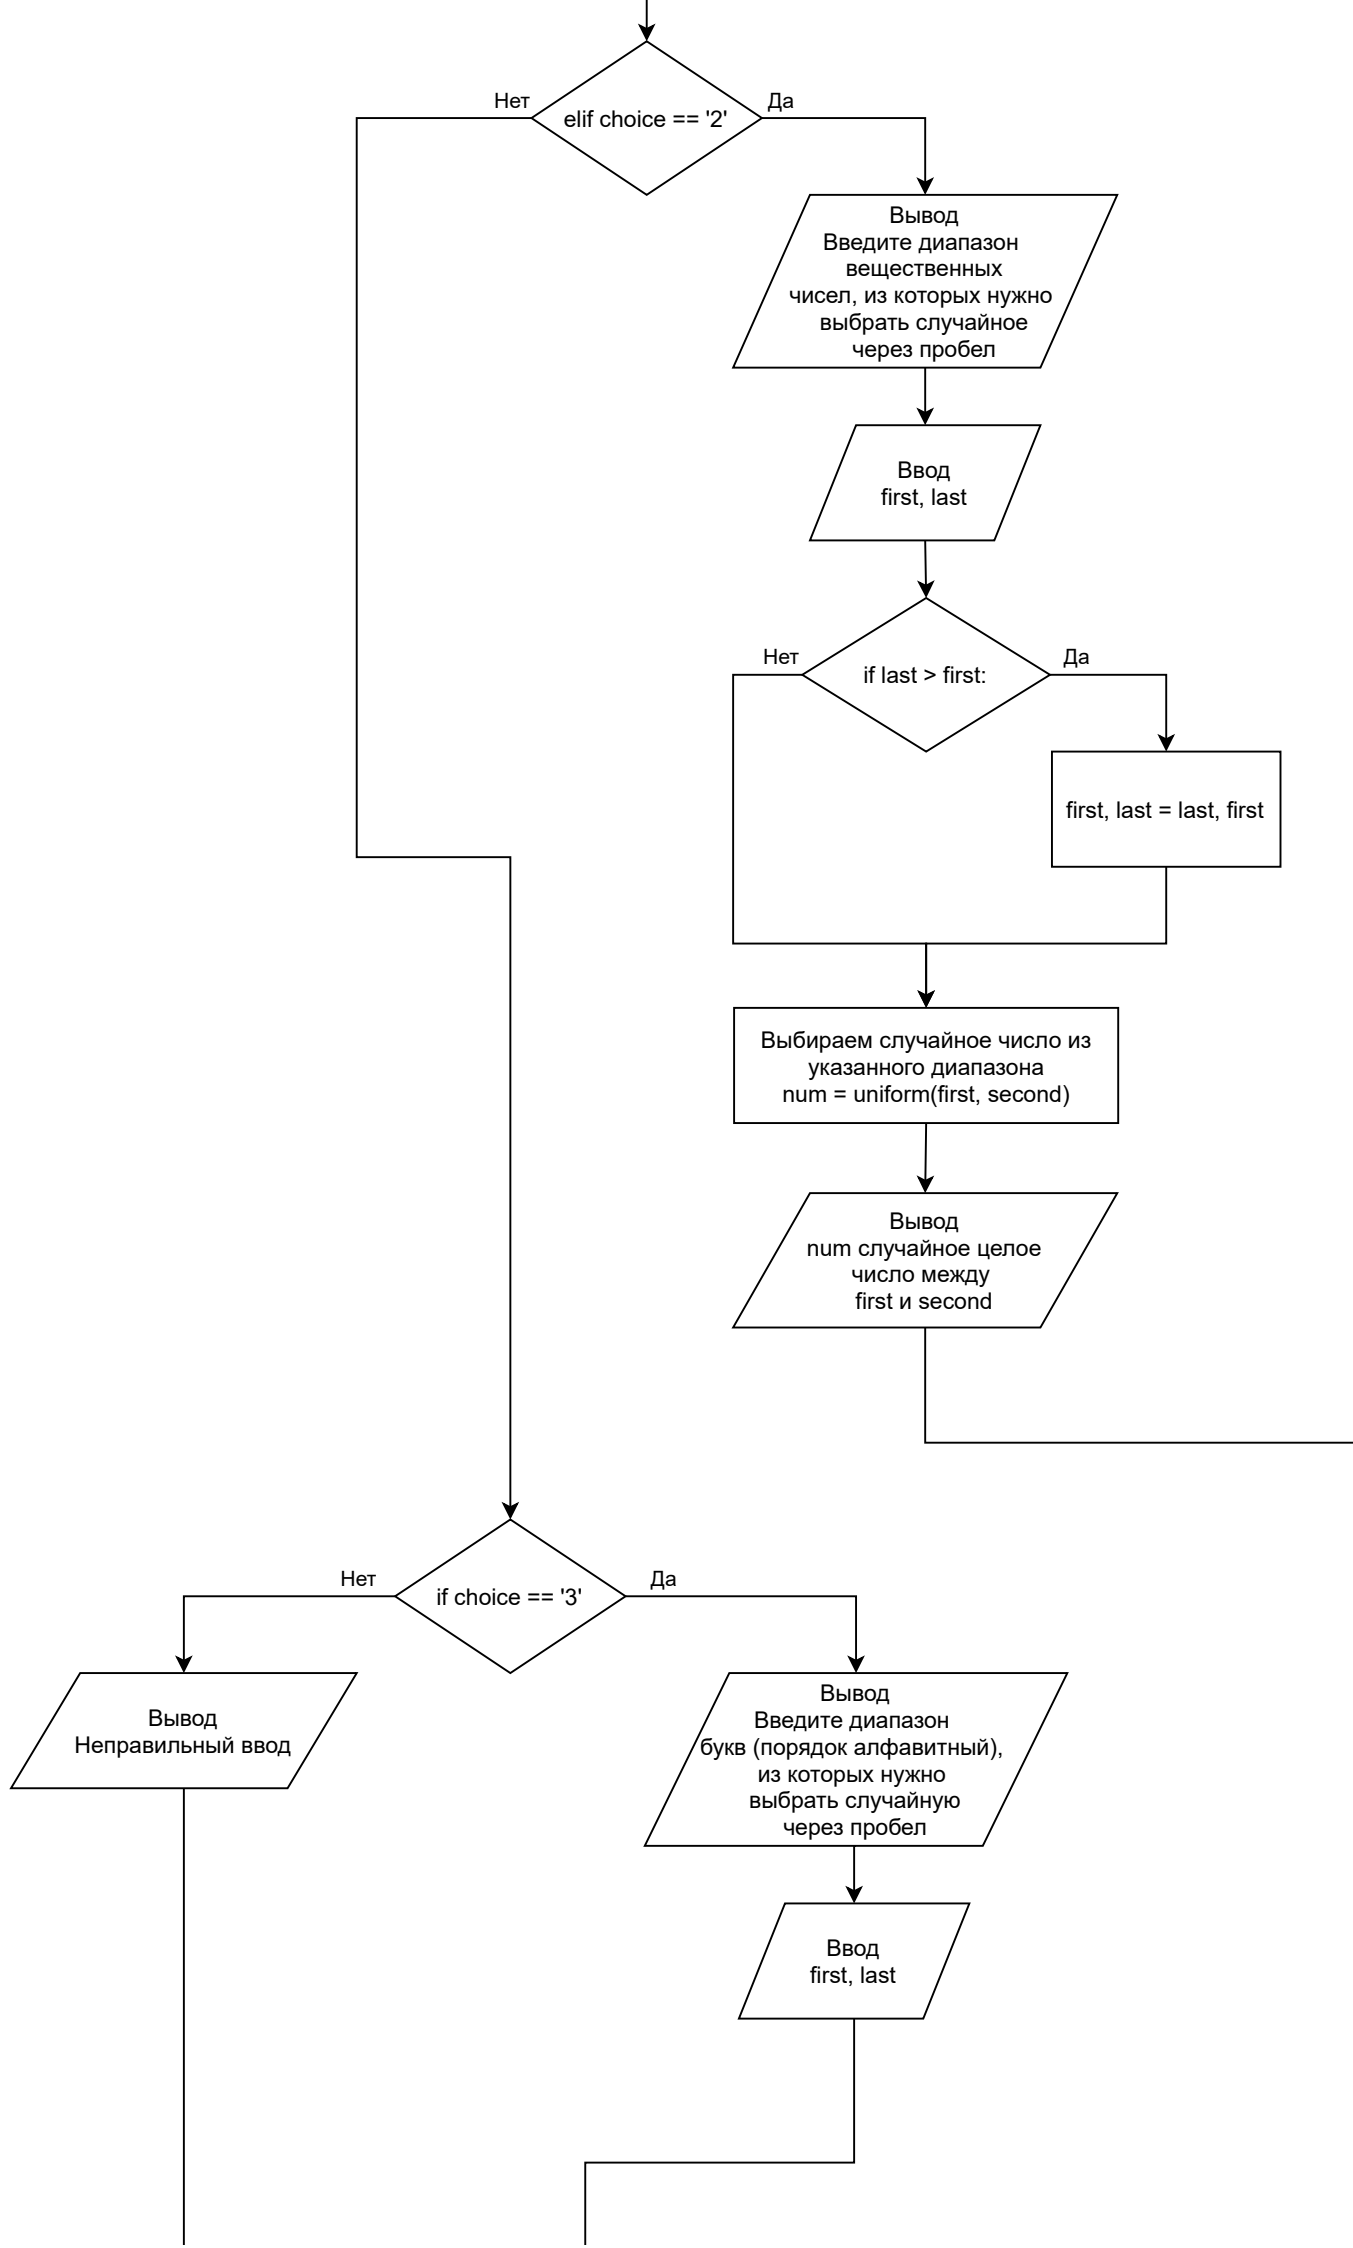 Нет
Да
elif choice == '2'
Вывод
Введите диапазон
вещественных
чисел, из которых нужно
выбрать случайное
через пробел
Ввод
first, last
Нет
Да
if last > first:
first, last = last, first
Выбираем случайное число из
указанного диапазона
num = uniform(first, second)
Вывод
num случайное целое
число между
first и second
Нет
Да
if choice == '3'
Вывод
Неправильный ввод
Вывод
Введите диапазон
букв (порядок алфавитный),
из которых нужно
выбрать случайную
через пробел
Ввод
first, last